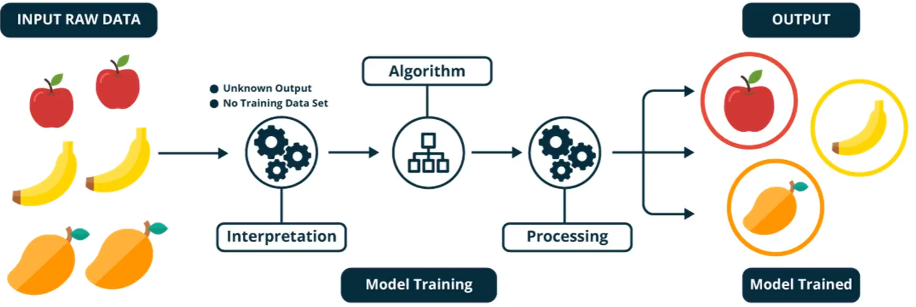 INPUT RAW DATA
OUTPUT
Algorithm
Unknown Output
No Training Data Set
Interpretation
Processing
Model Training
Model Trained